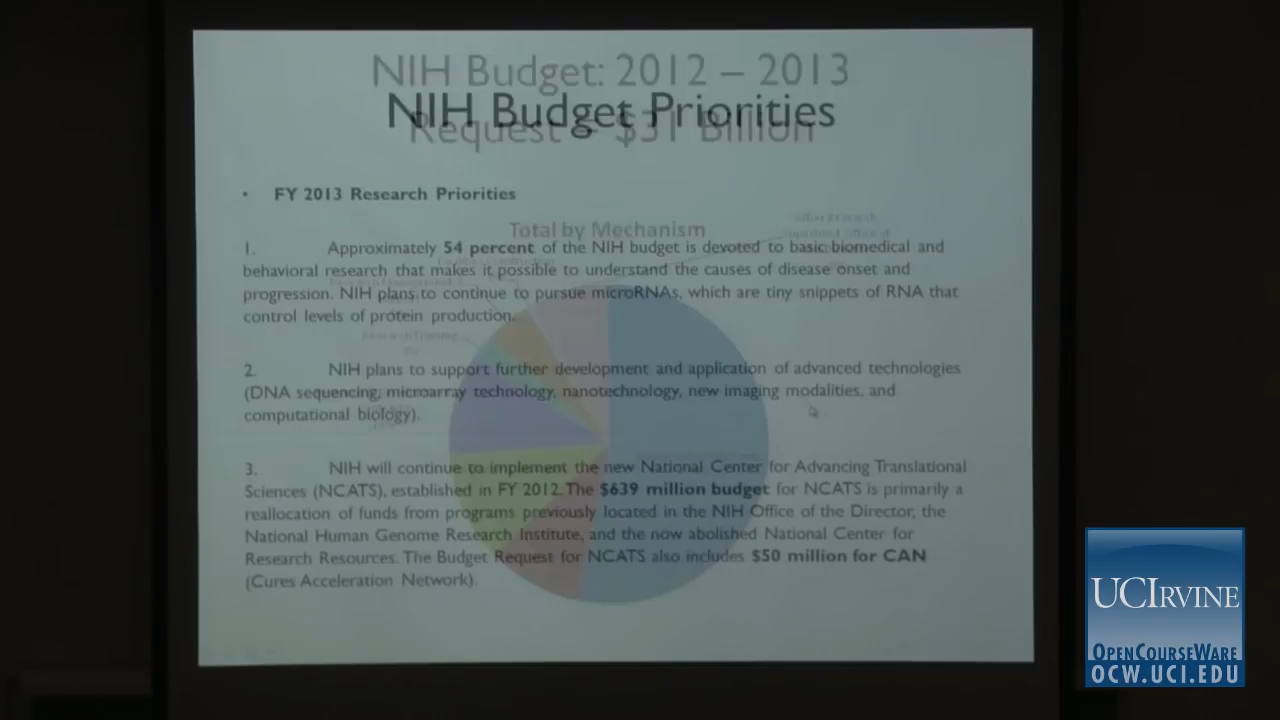 NIH Budget: 2012 – 2013
NIH Budget Priorities
Request – $31 Billion
• FY 2013 Research Priorities
Total by Mechanism
1. Approximately 54 percent of the NIH budget is devoted to basic biomedical and
behavioral research that makes it possible to understand the causes of disease onset and
progression. NIH plans to continue to pursue microRNAs, which are tiny snippets of RNA that
control levels of protein production.
Research Training
2. NIH plans to support further development and application of advanced technologies
(DNA sequencing, microarray technology, nanotechnology, new imaging modalities, and
computational biology).
3. NIH will continue to implement the new National Center for Advancing Translational
Sciences (NCATS), established in FY 2012. The $639 million budget for NCATS is primarily a
reallocation of funds from programs previously located in the NIH Office of the Director, the
National Human Genome Research Institute, and the now abolished National Center for
Research Resources. The Budget Request for NCATS also includes $50 million for CAN
(Cures Acceleration Network).
UCIRVINE
OPENCOURSEWARE
OCW.UCI.EDU